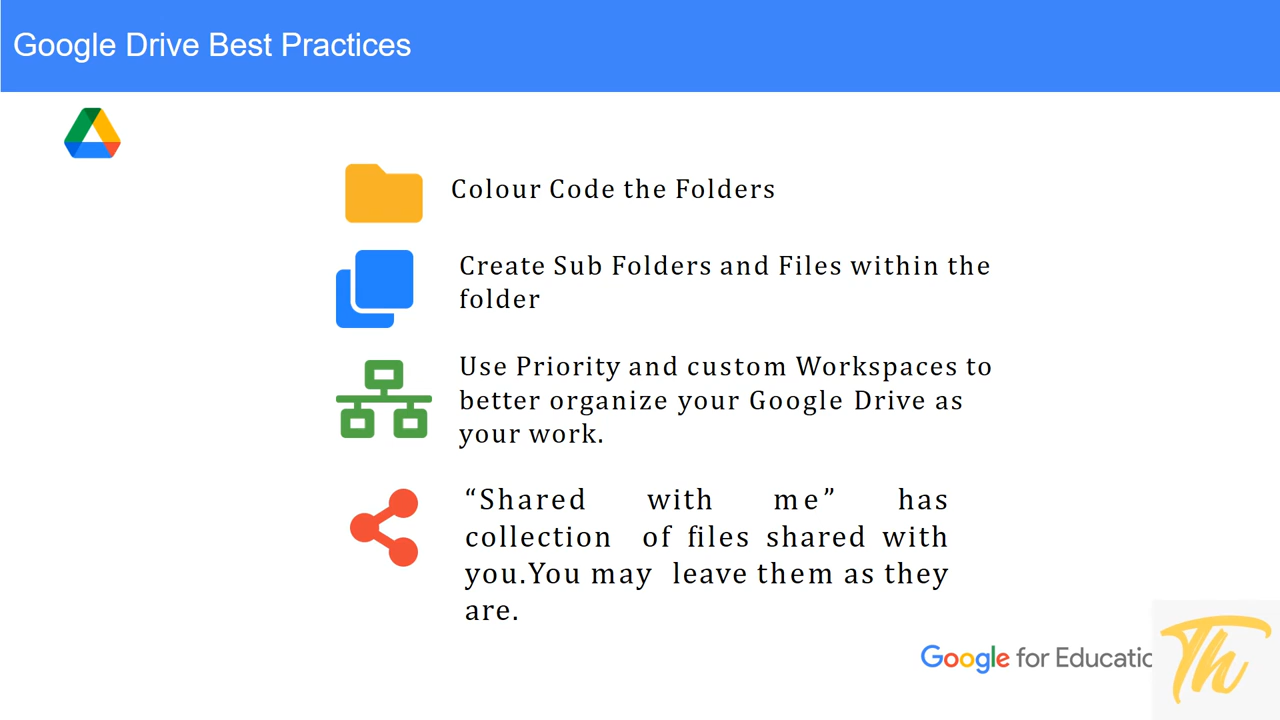 Google Drive Best Practices
Colour Code the Folders
Create Sub Folders and Files within the
folder
Use Priority and custom Workspaces to
better organize your Google Drive as
your work.
“Shared with me” has
collection of files shared with
you.You may leave them as they
are.
Google for Educatio
Th